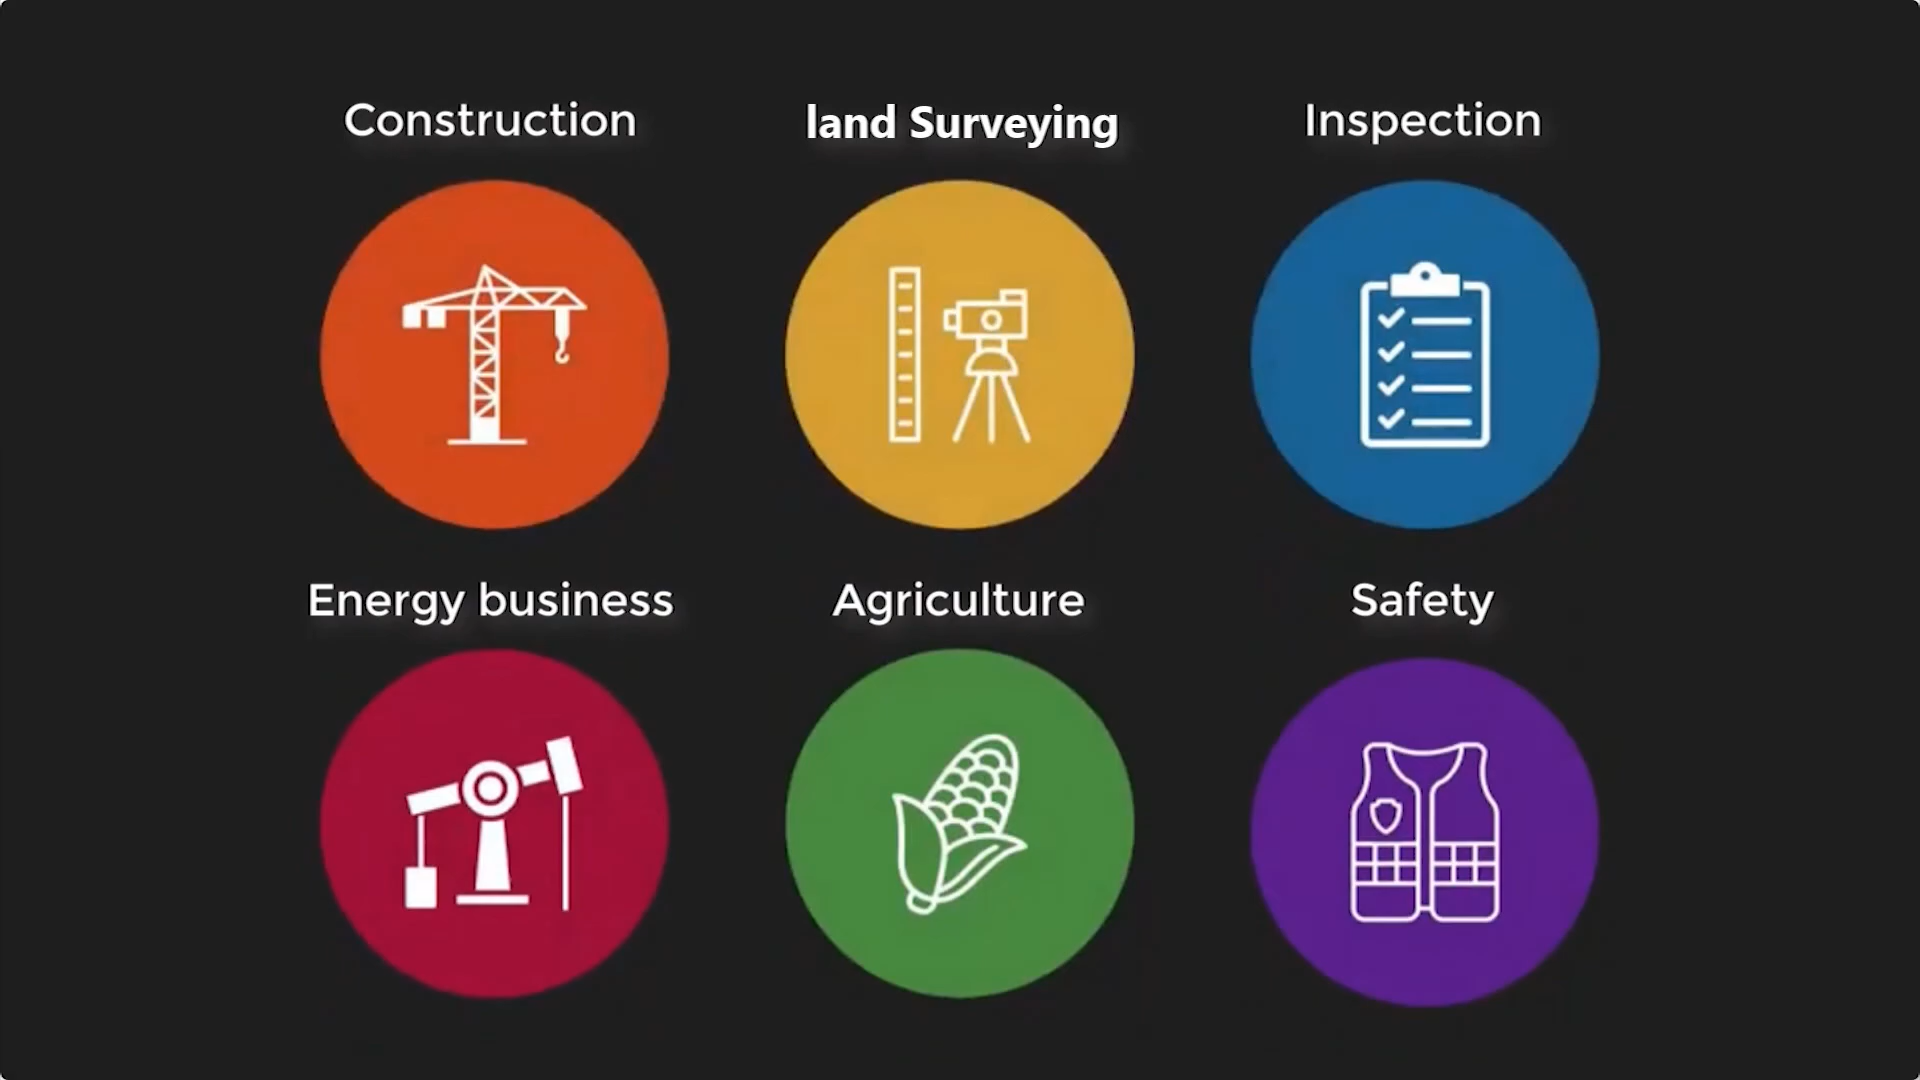 Construction
land Surveying
Inspection
Energy business
Agriculture
Safety